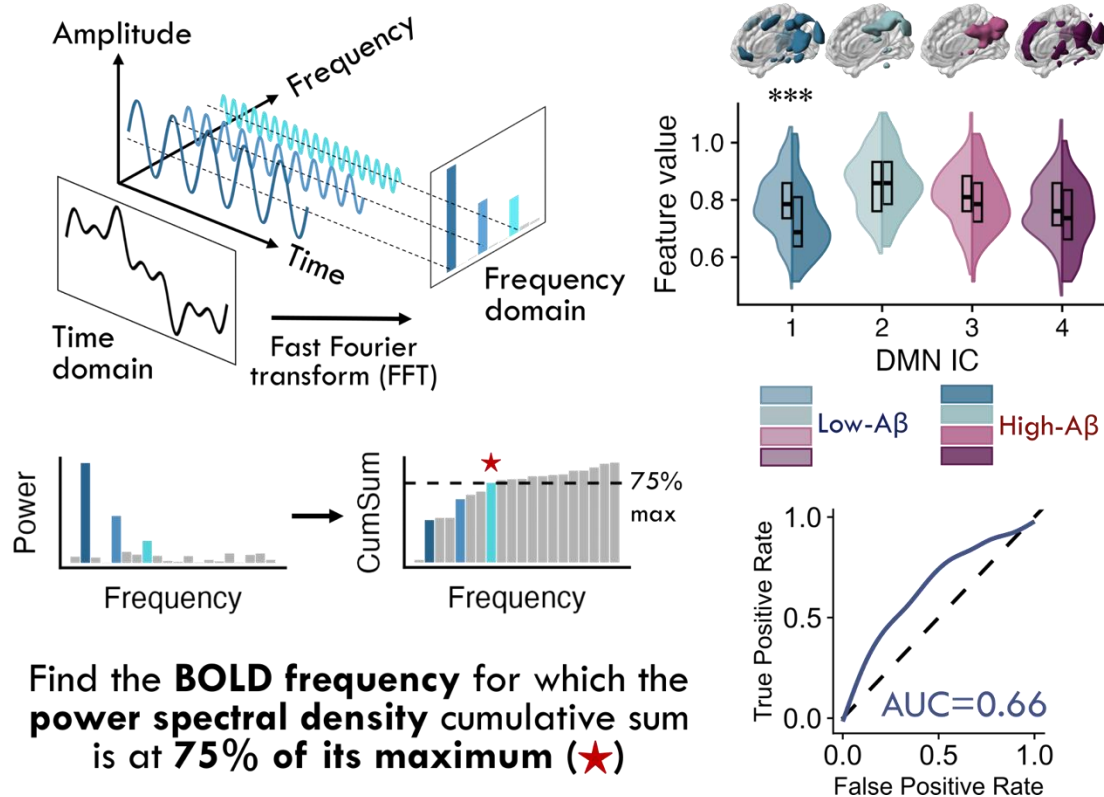 Amplitude
Frequency
Time
Time
domain
Frequency
domain
Fast Fourier
transform (FFT)
Power
Frequency
CumSum
Frequency
75%
max
Find the BOLD frequency for which the
power spectral density cumulative sum
is at 75% of its maximum (★)
***
Feature value
1.0
0.8
0.6
1 2 3 4
DMN IC
Low-Aβ High-Aβ
True Positive Rate
1.0
0.5
0.0
AUC=0.66
0.0 0.5 1.0
False Positive Rate